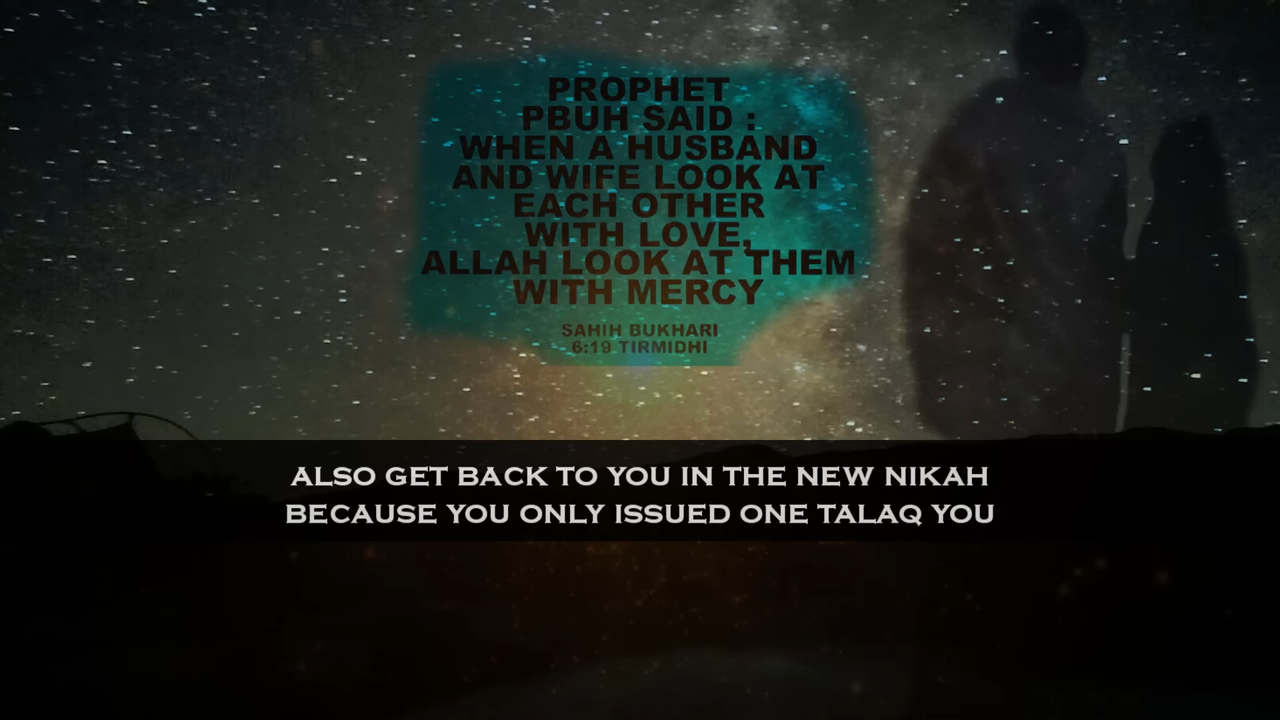 PROPHET
PBUH SAID :
WHEN A HUSBAND
AND WIFE LOOK AT
EACH OTHER
WITH LOVE,
ALLAH LOOK AT THEM
WITH MERCY
SAHIH BUKHARI
6:19 TIRMIDHI
ALSO GET BACK TO YOU IN THE NEW NIKAH
BECAUSE YOU ONLY ISSUED ONE TALAQ YOU